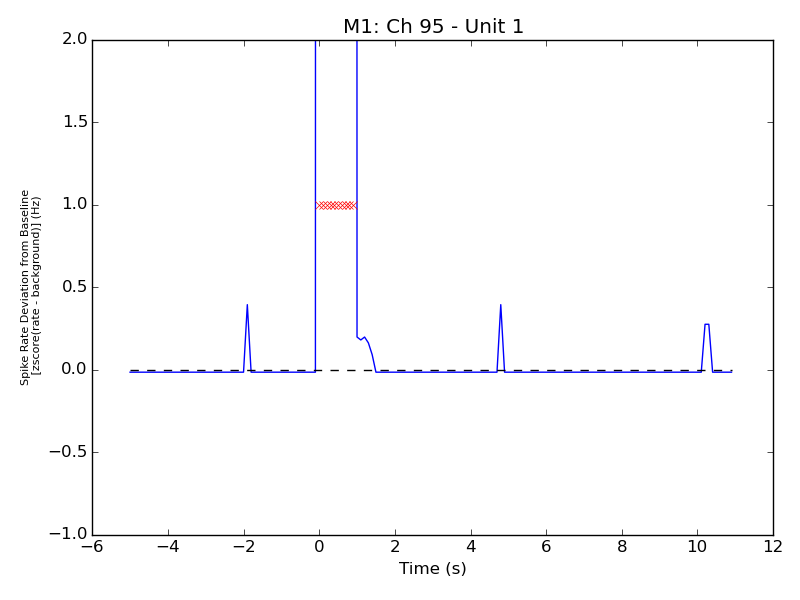 M1: Ch 95 - Unit 1
2.0
1.5
1.0
0.5
0.0
−0.5
−1.0
Spike Rate Deviation from Baseline
[zscore(rate - background)] (Hz)
−6 −4 −2 0 2 4 6 8 10 12
Time (s)